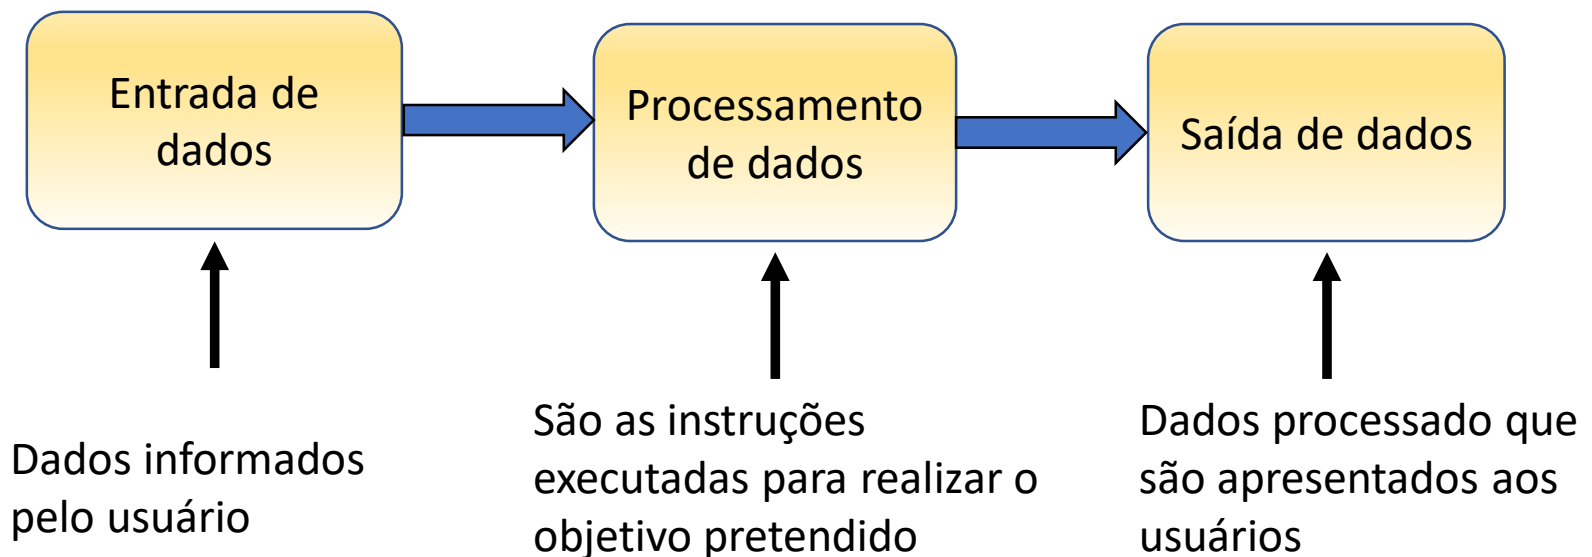 Entrada de
dados
Processamento
de dados
Saída de dados
Dados informados
pelo usuário
São as instruções
executadas para realizar o
objetivo pretendido
Dados processado que
são apresentados aos
usuários